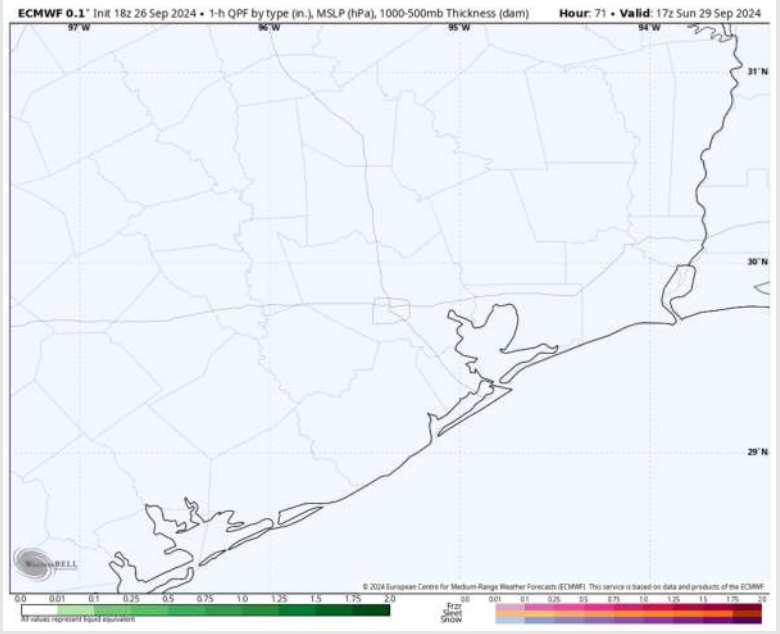 ECMWF 0.1° Init 18z 26 Sep 2024 • 1-h QPF by type (in.), MSLP (hPa), 1000-500mb Thickness (dam) Hour: 71 • Valid: 17z Sun 29 Sep 2024
97°W 96°W 95°W 94°W
31°N
30°N
29°N
WeatherBELL
© 2024 European Centre for Medium-Range Weather Forecasts (ECMWF). This service is based on data and products of the ECMWF
0.0 0.01 0.1 0.25 0.5 0.75 1.0 1.25 1.5 1.75 2.0 0.0 0.01 0.1 0.25 0.5 0.75 1.0 1.25 1.5 1.75 2.0
Frzr
Sleet
Snow
All values represent liquid equivalent